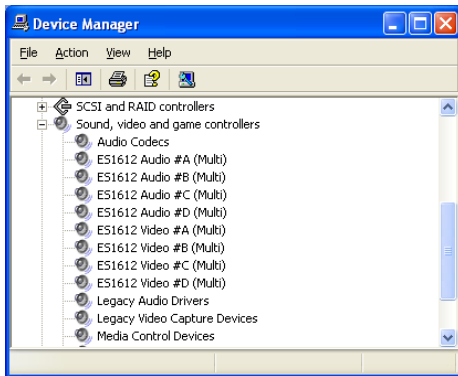 Device Manager
File Action View Help
SCSI and RAID controllers
Sound, video and game controllers
Audio Codecs
ES1612 Audio #A (Multi)
ES1612 Audio #B (Multi)
ES1612 Audio #C (Multi)
ES1612 Audio #D (Multi)
ES1612 Video #A (Multi)
ES1612 Video #B (Multi)
ES1612 Video #C (Multi)
ES1612 Video #D (Multi)
Legacy Audio Drivers
Legacy Video Capture Devices
Media Control Devices